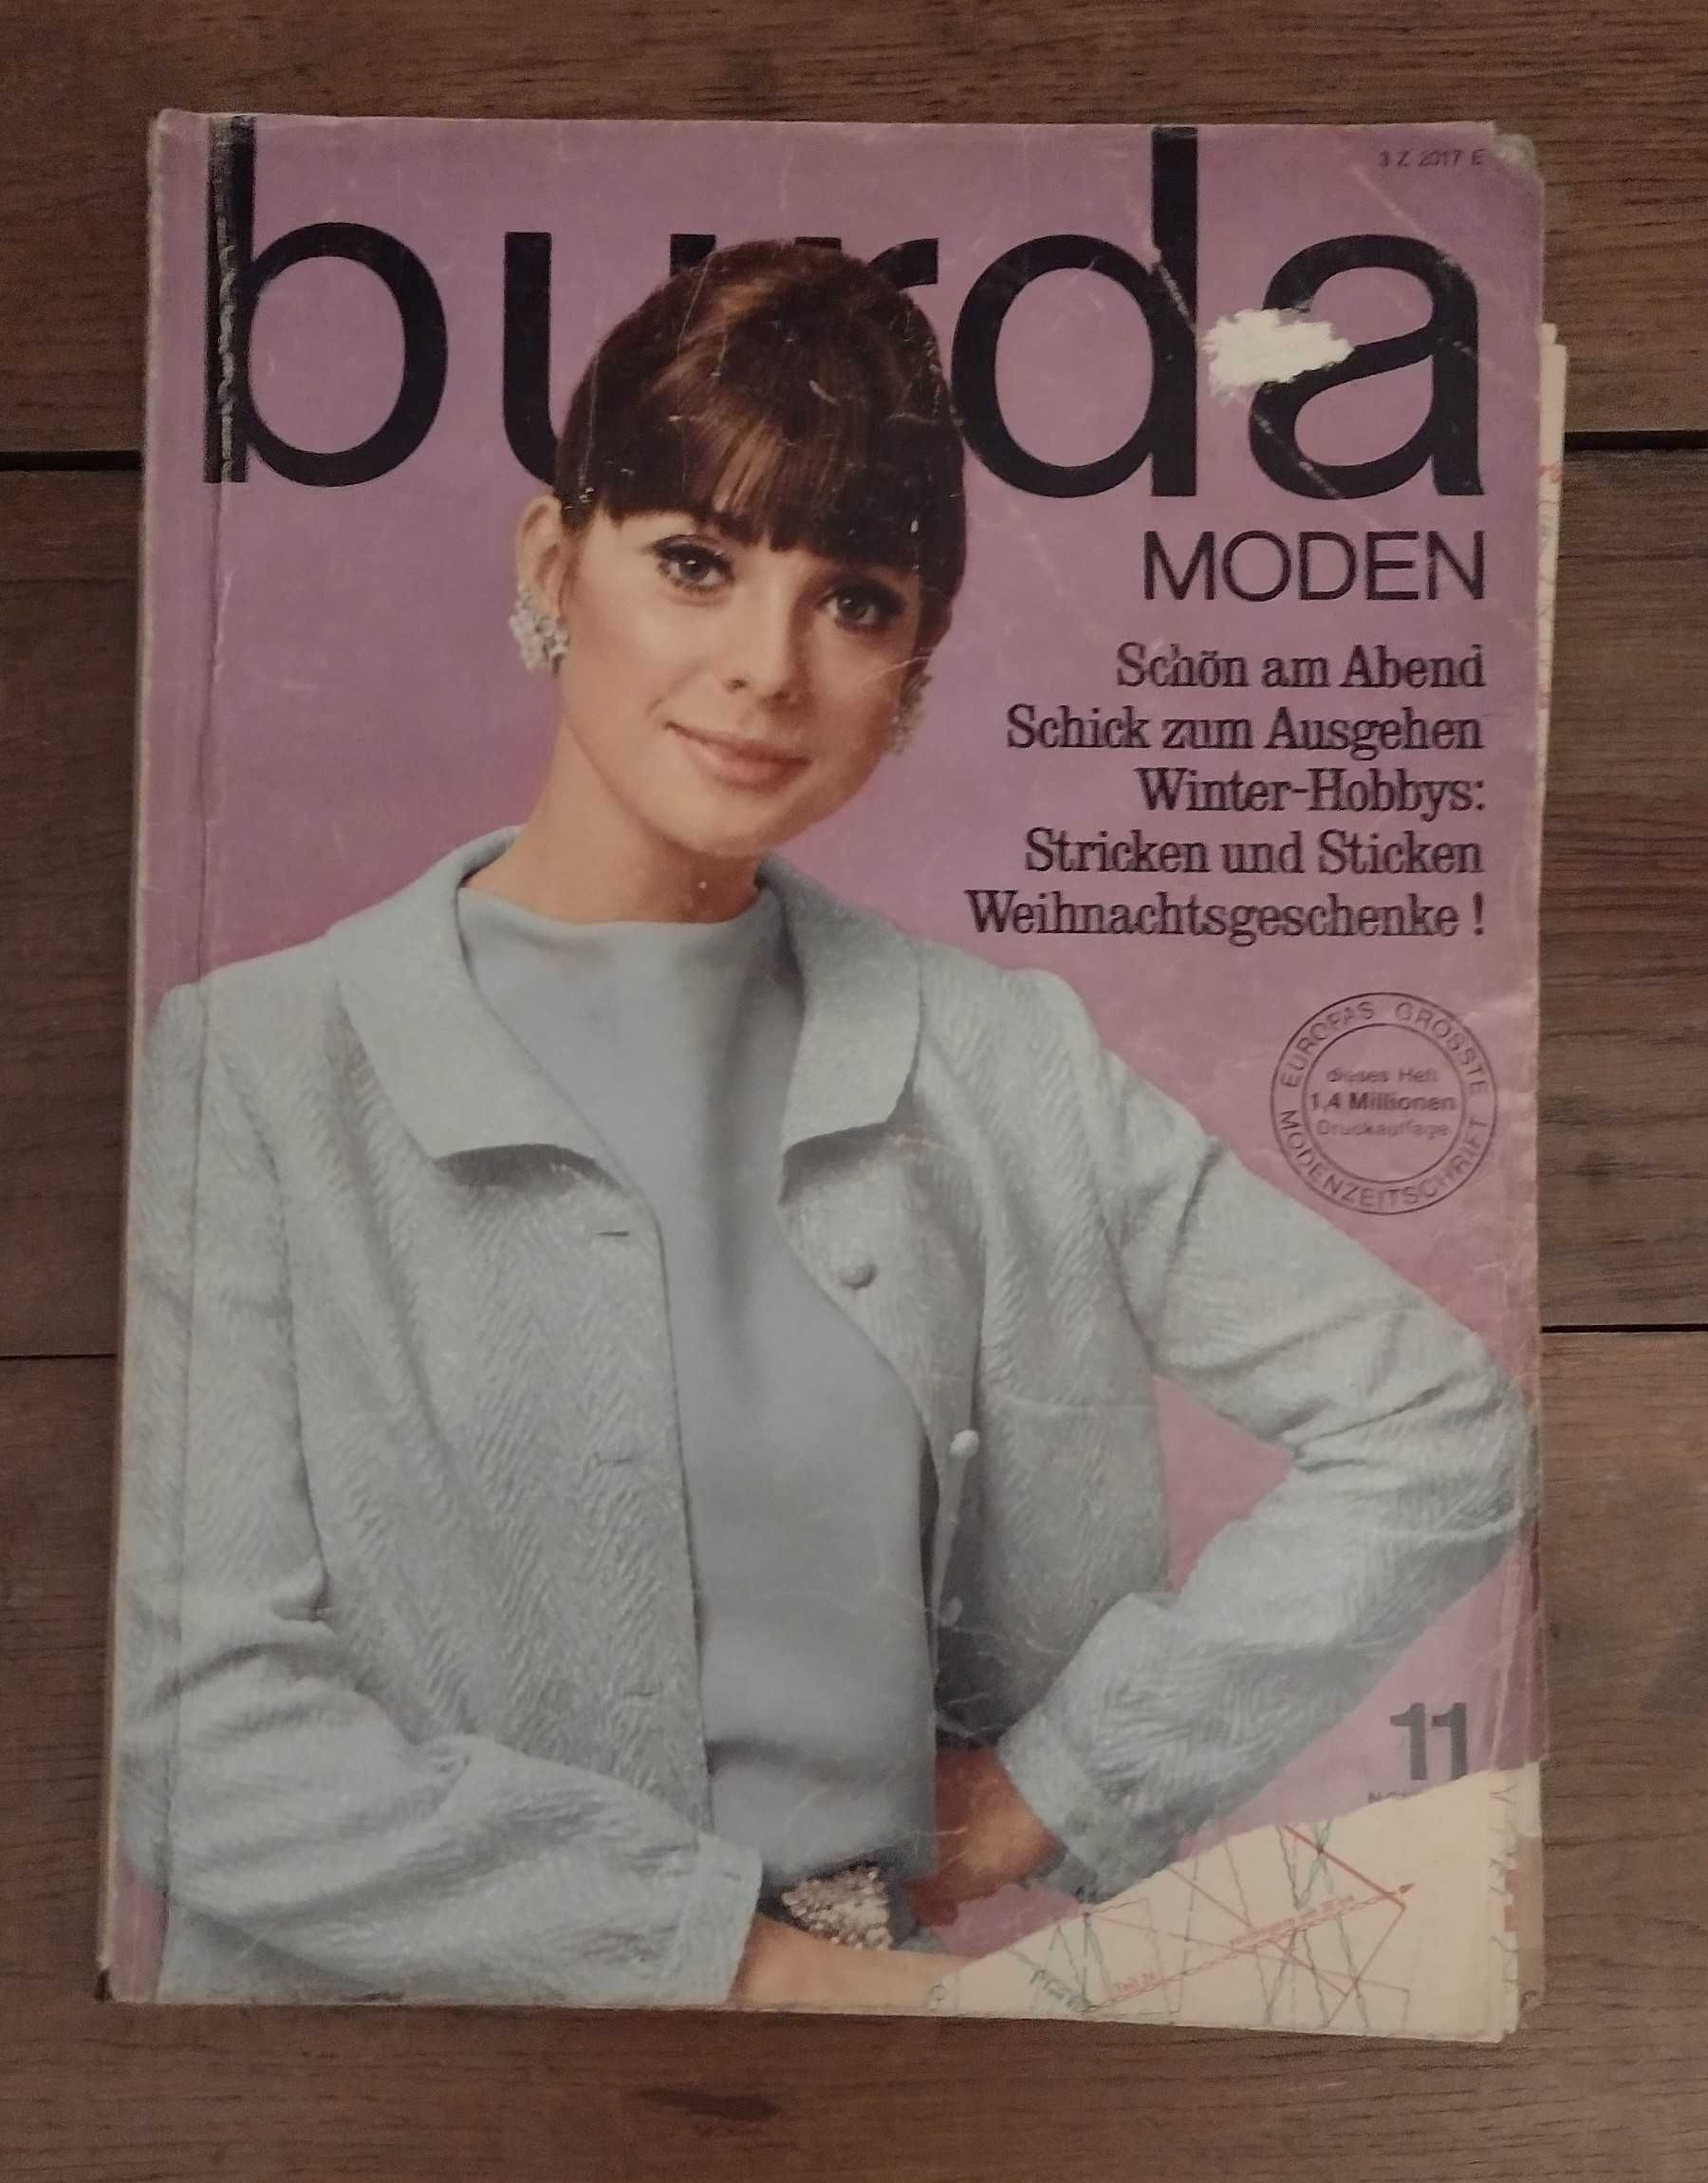 3 Z 2017 E
burda
MODEN
Schön am Abend
Schick zum Ausgehen
Winter-Hobbys:
Stricken und Sticken
Weihnachtsgeschenke !
EUROPAS GRÖSSTE MODENZEITSCHRIFT
dieses Heft
1,4 Millionen
Druckauflage
11